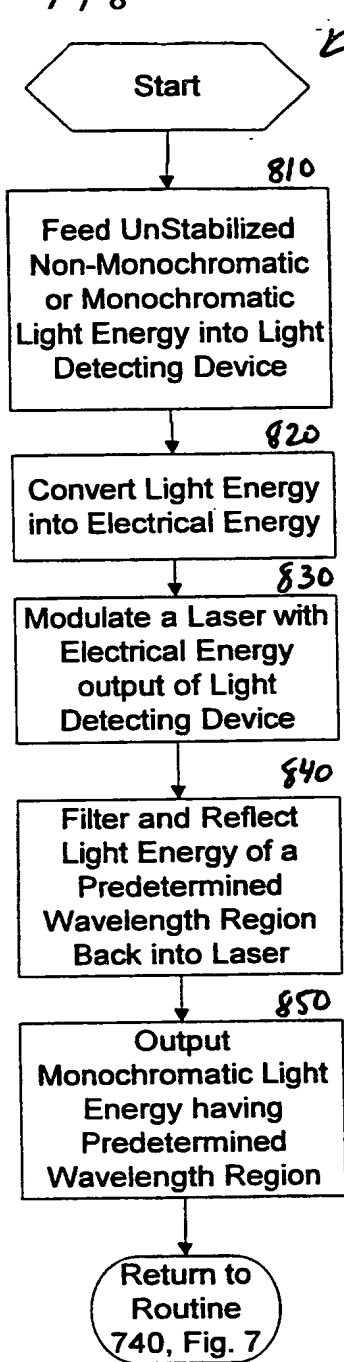 Start
810
Feed UnStabilized
Non-Monochromatic
or Monochromatic
Light Energy into Light
Detecting Device
820
Convert Light Energy
into Electrical Energy
830
Modulate a Laser with
Electrical Energy
output of Light
Detecting Device
840
Filter and Reflect
Light Energy of a
Predetermined
Wavelength Region
Back into Laser
850
Output
Monochromatic Light
Energy having
Predetermined
Wavelength Region
Return to
Routine
740, Fig. 7